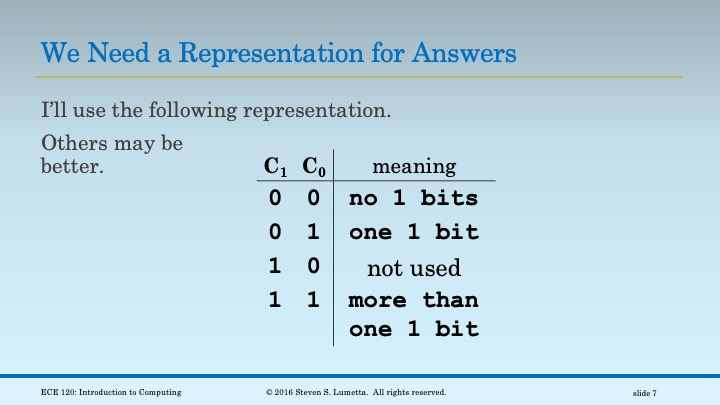 We Need a Representation for Answers
I'll use the following representation.
Others may be
better.
C₁ C₀ meaning
0 0 no 1 bits
0 1 one 1 bit
1 0 not used
1 1 more than
one 1 bit
ECE 120: Introduction to Computing © 2016 Steven S. Lumetta. All rights reserved. slide 7